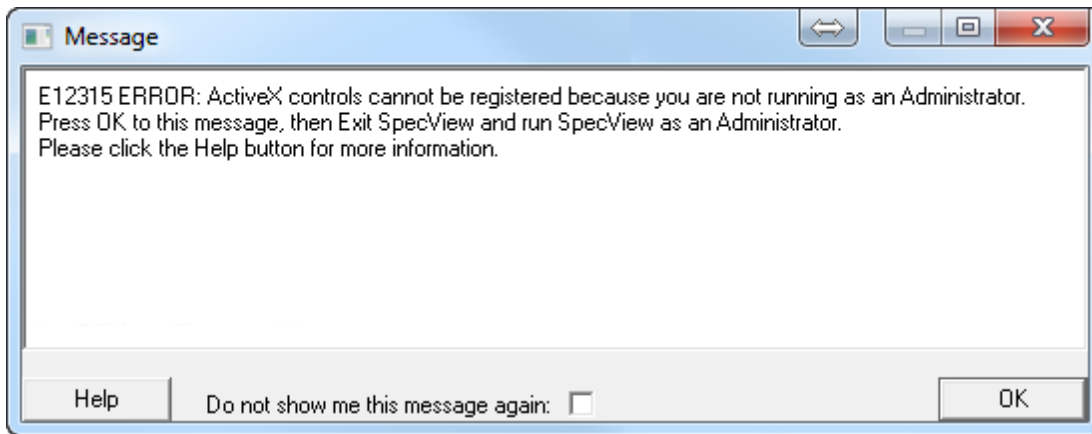 Message
E12315 ERROR: ActiveX controls cannot be registered because you are not running as an Administrator.
Press OK to this message, then Exit SpecView and run SpecView as an Administrator.
Please click the Help button for more information.
Help
Do not show me this message again:
OK